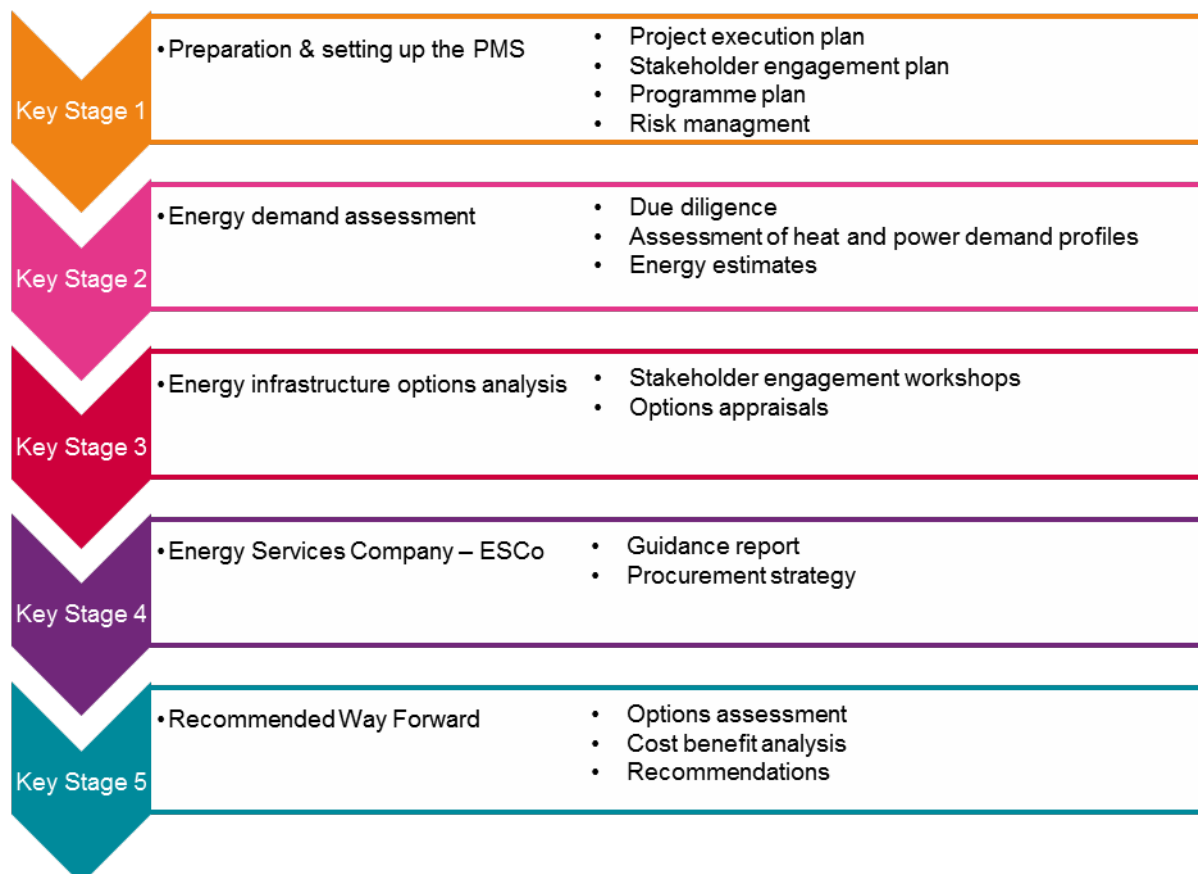 Key Stage 1
•Preparation & setting up the PMS
• Project execution plan
• Stakeholder engagement plan
• Programme plan
• Risk managment
Key Stage 2
•Energy demand assessment
• Due diligence
• Assessment of heat and power demand profiles
• Energy estimates
Key Stage 3
•Energy infrastructure options analysis
• Stakeholder engagement workshops
• Options appraisals
Key Stage 4
•Energy Services Company – ESCo
• Guidance report
• Procurement strategy
Key Stage 5
•Recommended Way Forward
• Options assessment
• Cost benefit analysis
• Recommendations